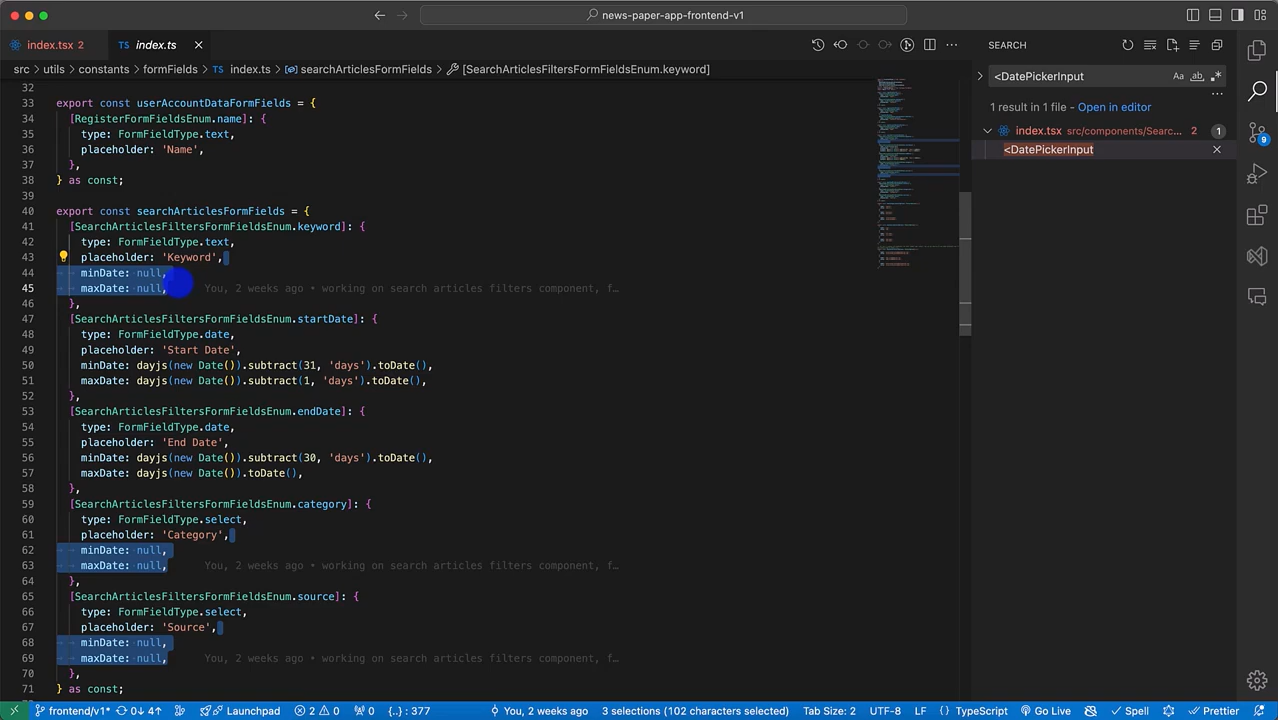 news-paper-app-frontend-v1
index.tsx 2
TS index.ts
SEARCH
src > utils > constants > formFields > TS index.ts > searchArticlesFormFields > [SearchArticlesFiltersFormFieldsEnum.keyword]
<DatePickerInput
Aa ab
1 result in 1 file - Open in editor
index.tsx src/components/Searc... 2 1
<DatePickerInput
32
33 export const userAccountDataFormFields = {
34 [RegisterFormFieldsEnum.name]: {
35 type: FormFieldType.text,
36 placeholder: 'Name',
37 },
38 } as const;
39
40 export const searchArticlesFormFields = {
41 [SearchArticlesFiltersFormFieldsEnum.keyword]: {
42 type: FormFieldType.text,
43 placeholder: 'Keyword',
44 minDate: null,
45 maxDate: null, You, 2 weeks ago • working on search articles filters component, f…
46 },
47 [SearchArticlesFiltersFormFieldsEnum.startDate]: {
48 type: FormFieldType.date,
49 placeholder: 'Start Date',
50 minDate: dayjs(new Date()).subtract(31, 'days').toDate(),
51 maxDate: dayjs(new Date()).subtract(1, 'days').toDate(),
52 },
53 [SearchArticlesFiltersFormFieldsEnum.endDate]: {
54 type: FormFieldType.date,
55 placeholder: 'End Date',
56 minDate: dayjs(new Date()).subtract(30, 'days').toDate(),
57 maxDate: dayjs(new Date()).toDate(),
58 },
59 [SearchArticlesFiltersFormFieldsEnum.category]: {
60 type: FormFieldType.select,
61 placeholder: 'Category',
62 minDate: null,
63 maxDate: null, You, 2 weeks ago • working on search articles filters component, f…
64 },
65 [SearchArticlesFiltersFormFieldsEnum.source]: {
66 type: FormFieldType.select,
67 placeholder: 'Source',
68 minDate: null,
69 maxDate: null, You, 2 weeks ago • working on search articles filters component, f…
70 },
71 } as const;
9
frontend/v1* 0↓ 4↑ Launchpad 2 0 0 {..} : 377 You, 2 weeks ago 3 selections (102 characters selected) Tab Size: 2 UTF-8 LF {} TypeScript Go Live Spell Prettier